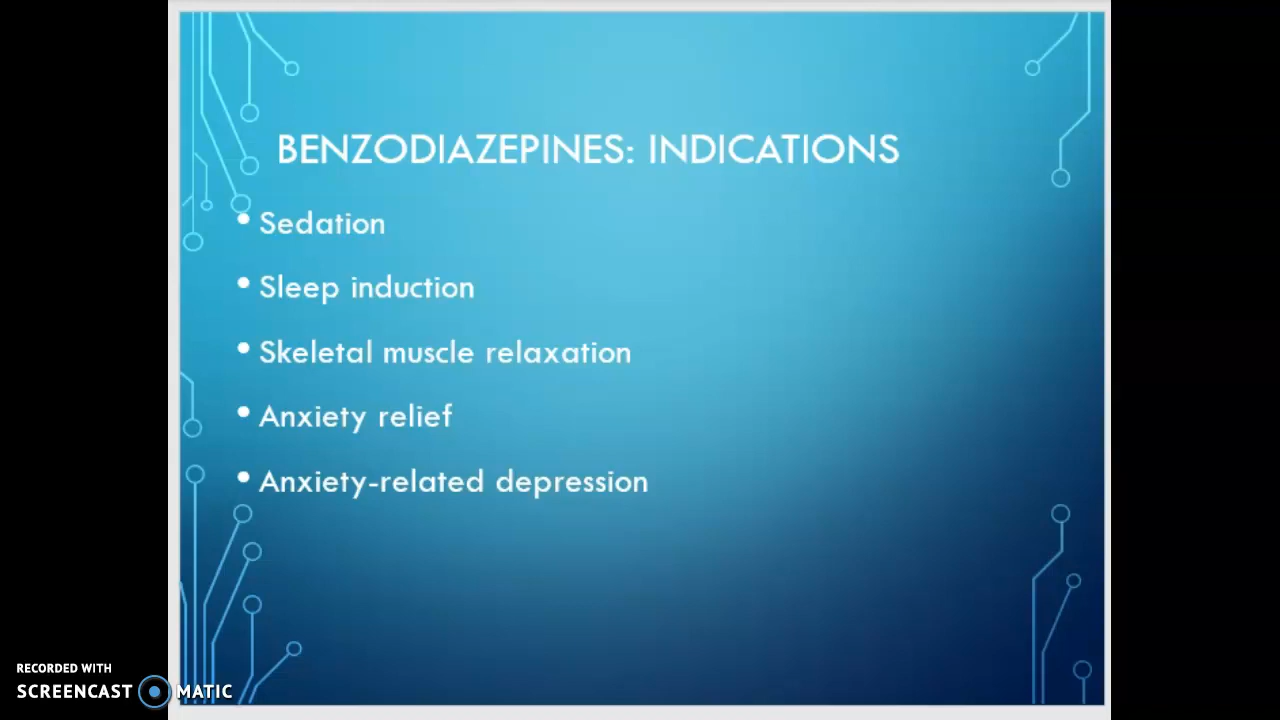 BENZODIAZEPINES: INDICATIONS
• Sedation
• Sleep induction
• Skeletal muscle relaxation
• Anxiety relief
• Anxiety-related depression
RECORDED WITH
SCREENCAST MATIC